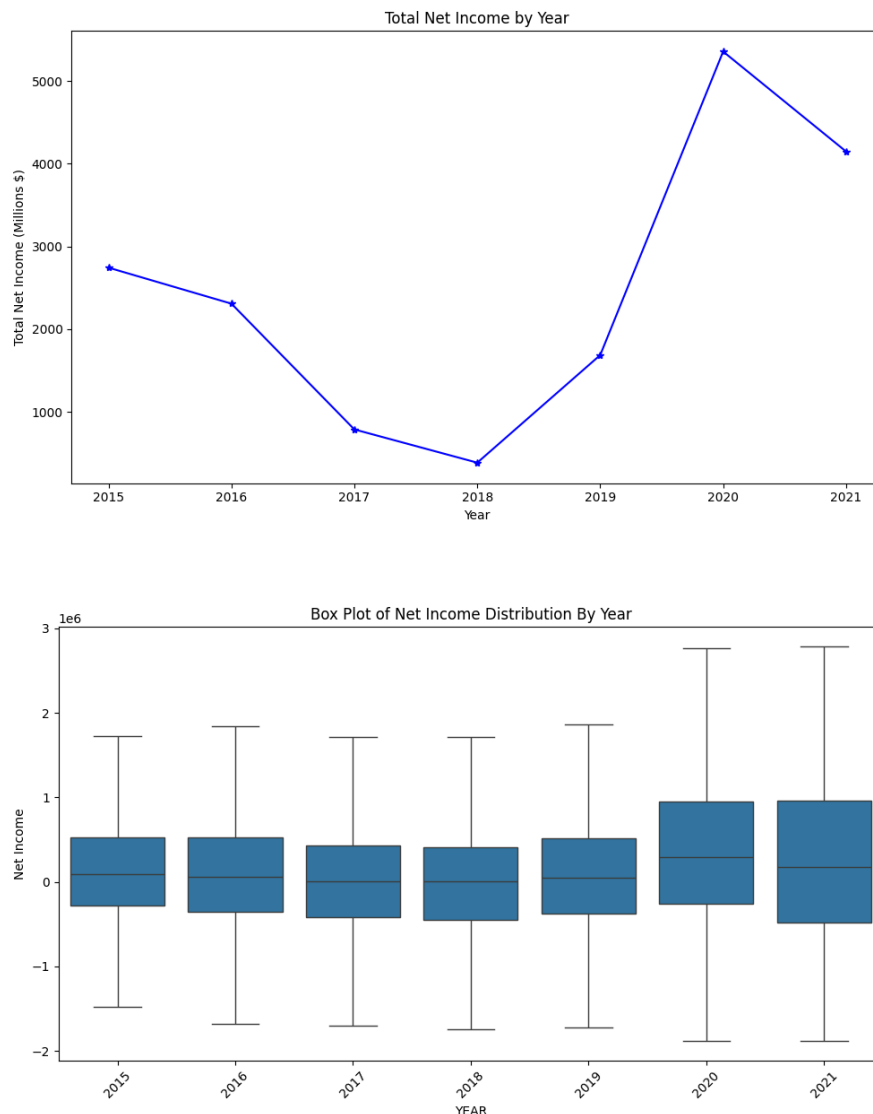 Total Net Income by Year
Total Net Income (Millions $)
5000
4000
3000
2000
1000
2015 2016 2017 2018 2019 2020 2021
Year
Box Plot of Net Income Distribution By Year
1e6
Net Income
3
2
1
0
−1
−2
2015 2016 2017 2018 2019 2020 2021
YEAR